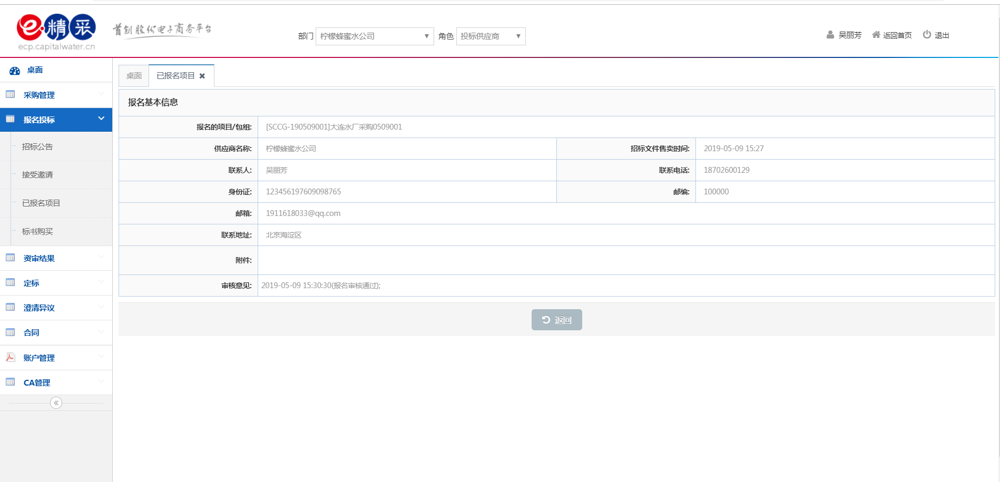 e精采
ecp.capitalwater.cn
首创股份电子商务平台
部门 柠檬蜂蜜水公司 ▼ 角色 投标供应商 ▼
吴丽芳 返回首页 退出
桌面
采购管理
报名投标
招标公告
接受邀请
已报名项目
标书购买
资审结果
定标
澄清异议
合同
账户管理
CA管理
桌面 已报名项目
报名基本信息
报名的项目/包组: [SCCG-190509001]大连水厂采购0509001
供应商名称: 柠檬蜂蜜水公司 招标文件售卖时间: 2019-05-09 15:27
联系人: 吴丽芳 联系电话: 18702600129
身份证: 123456197609098765 邮编: 100000
邮箱: 1911618033@qq.com
联系地址: 北京海淀区
附件:
审核意见: 2019-05-09 15:30:30(报名审核通过);
返回